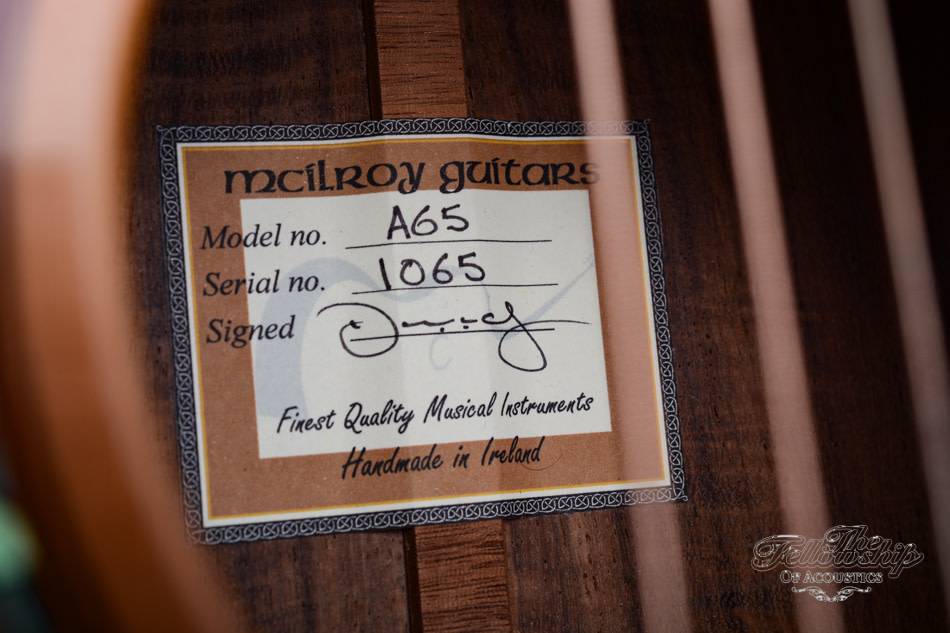 mcilroy guitars
Model no. A65
Serial no. 1065
Signed
Finest Quality Musical Instruments
Handmade in Ireland
The
Fellowship
Of Acoustics